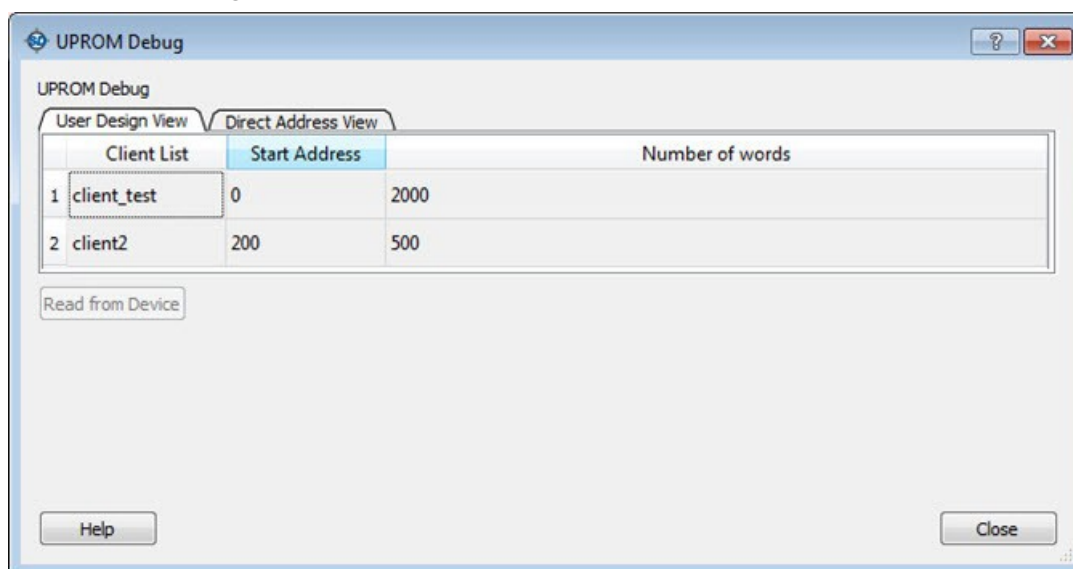 UPROM Debug
UPROM Debug
User Design View Direct Address View
Client List Start Address Number of words
1 client_test 0 2000
2 client2 200 500
Read from Device
Help Close